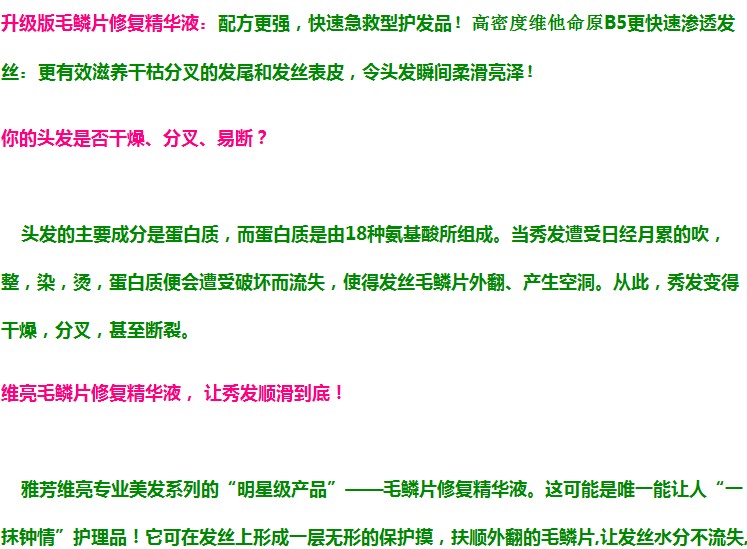 升级版毛鳞片修复精华液：配方更强，快速急救型护发品！高密度维他命原B5更快速渗透发
丝：更有效滋养干枯分叉的发尾和发丝表皮，令头发瞬间柔滑亮泽！
你的头发是否干燥、分叉、易断？
头发的主要成分是蛋白质，而蛋白质是由18种氨基酸所组成。当秀发遭受日经月累的吹，
整，染，烫，蛋白质便会遭受破坏而流失，使得发丝毛鳞片外翻、产生空洞。从此，秀发变得
干燥，分叉，甚至断裂。
维亮毛鳞片修复精华液， 让秀发顺滑到底！
雅芳维亮专业美发系列的“明星级产品”——毛鳞片修复精华液。这可能是唯一能让人“一
抹钟情”护理品！它可在发丝上形成一层无形的保护摸，扶顺外翻的毛鳞片,让发丝水分不流失,